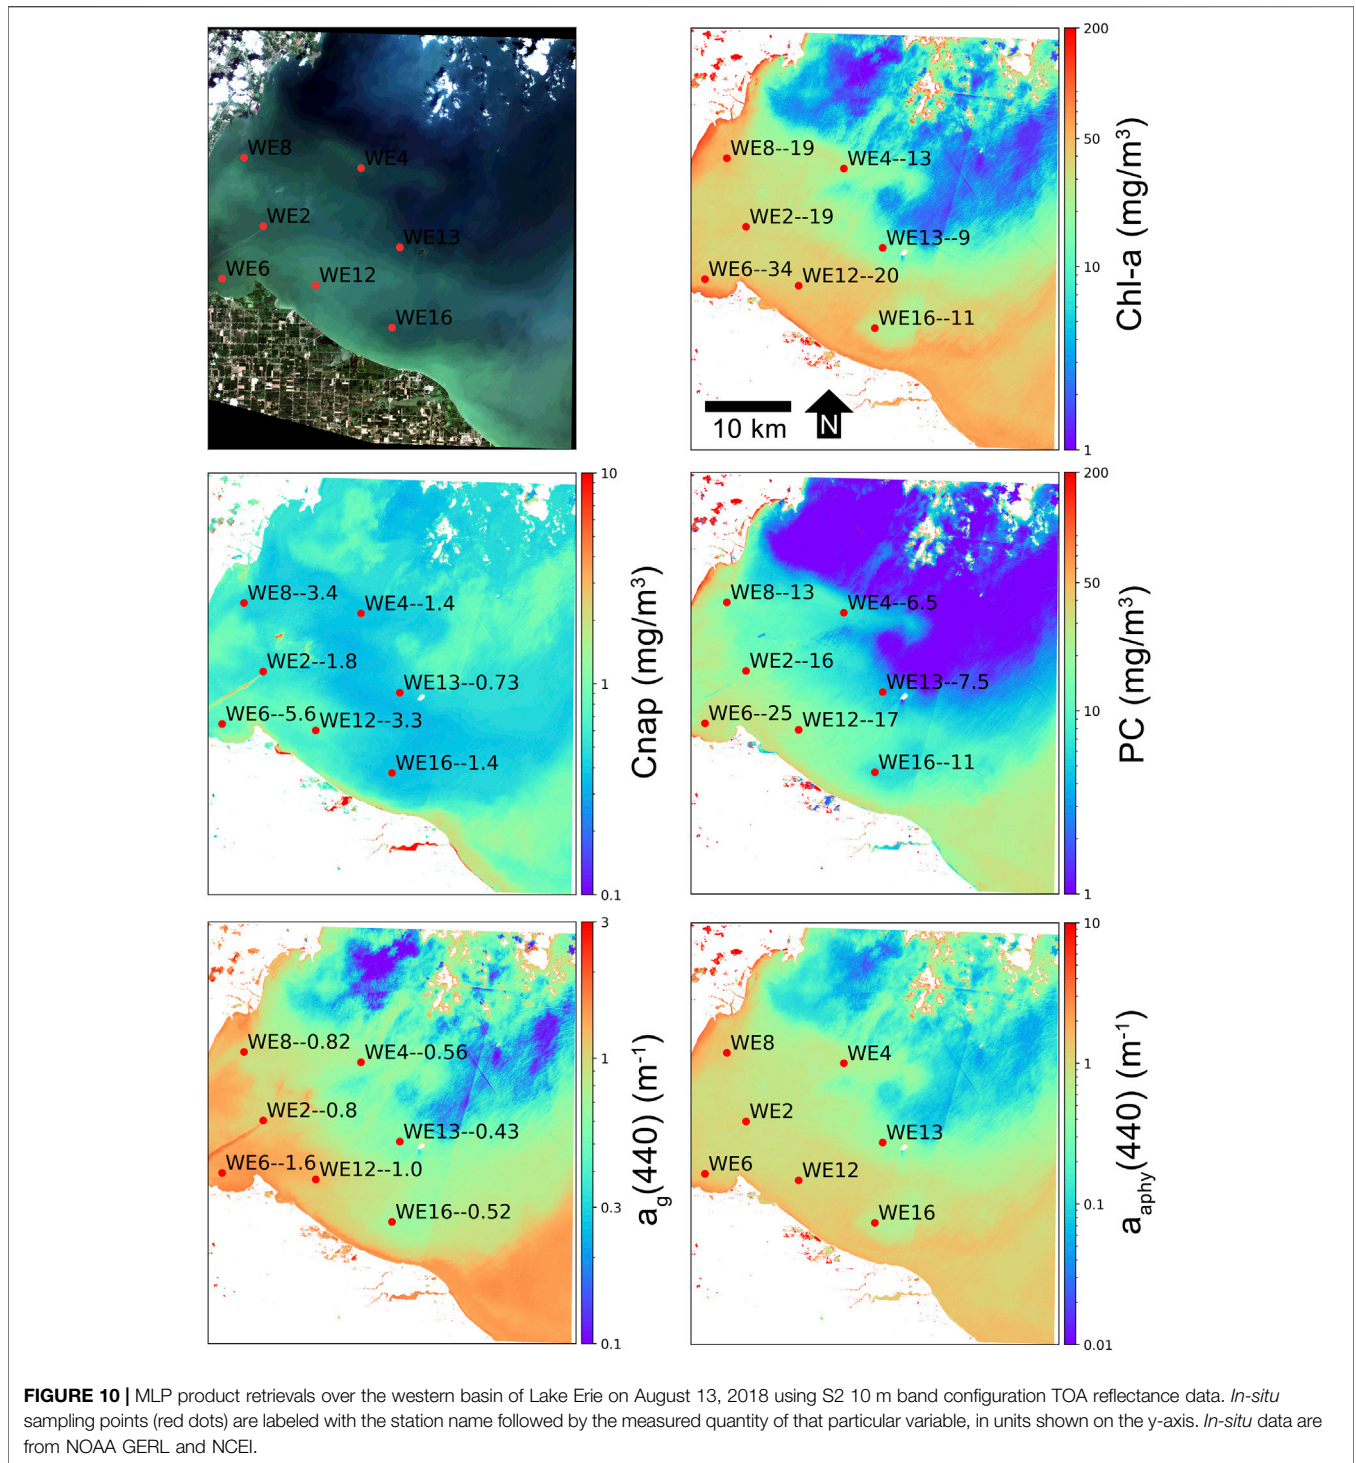 WE8
WE4
WE2
WE13
WE6
WE12
WE16
WE8--19
WE4--13
WE2--19
WE13--9
WE6--34
WE12--20
WE16--11
10 km
N
200
50
10
1
Chl-a (mg/m³)
WE8--3.4
WE4--1.4
WE2--1.8
WE13--0.73
WE6--5.6
WE12--3.3
WE16--1.4
10
1
0.1
Cnap (mg/m³)
WE8--13
WE4--6.5
WE2--16
WE13--7.5
WE6--25
WE12--17
WE16--11
200
50
10
1
PC (mg/m³)
WE8--0.82
WE4--0.56
WE2--0.8
WE13--0.43
WE6--1.6
WE12--1.0
WE16--0.52
3
1
0.3
0.1
a_g(440) (m⁻¹)
WE8
WE4
WE2
WE13
WE6
WE12
WE16
10
1
0.1
0.01
a_aphy(440) (m⁻¹)
FIGURE 10 | MLP product retrievals over the western basin of Lake Erie on August 13, 2018 using S2 10 m band configuration TOA reflectance data. In-situ
sampling points (red dots) are labeled with the station name followed by the measured quantity of that particular variable, in units shown on the y-axis. In-situ data are
from NOAA GERL and NCEI.